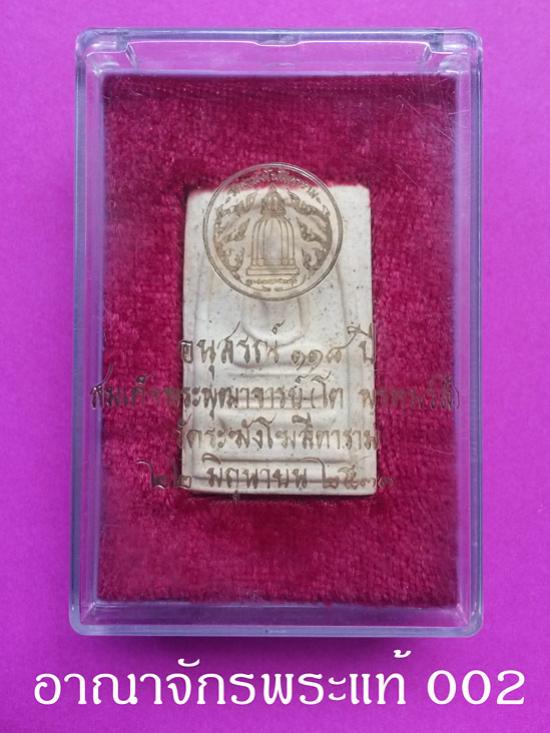 อนุสรณ์ ๑๑๘ ปี
สมเด็จพระพุฒาจารย์ (โต พรหมรังสี)
วัดระฆังโฆสิตาราม
๒๒ มิถุนายน ๒๕๓๓
อาณาจักรพระแท้ 002